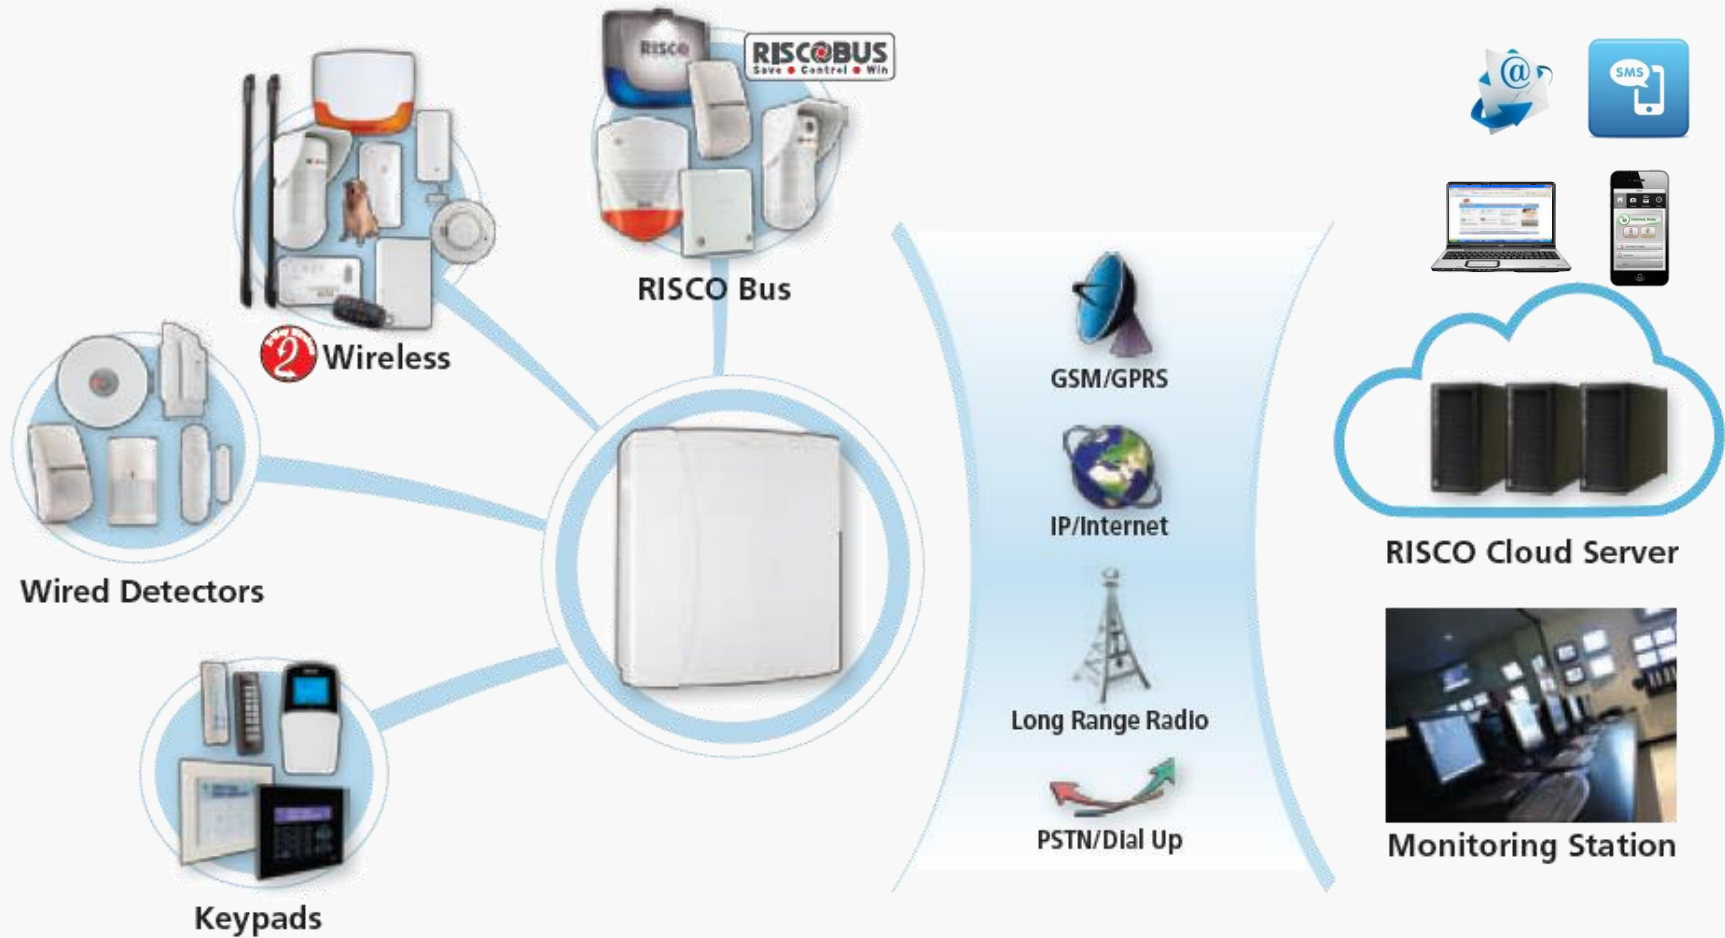 RISCO
RISCOBUS
Save • Control • Win
RISCO Bus
2 Wireless
Wired Detectors
Keypads
GSM/GPRS
IP/Internet
Long Range Radio
PSTN/Dial Up
@
SMS
RISCO Cloud Server
Monitoring Station